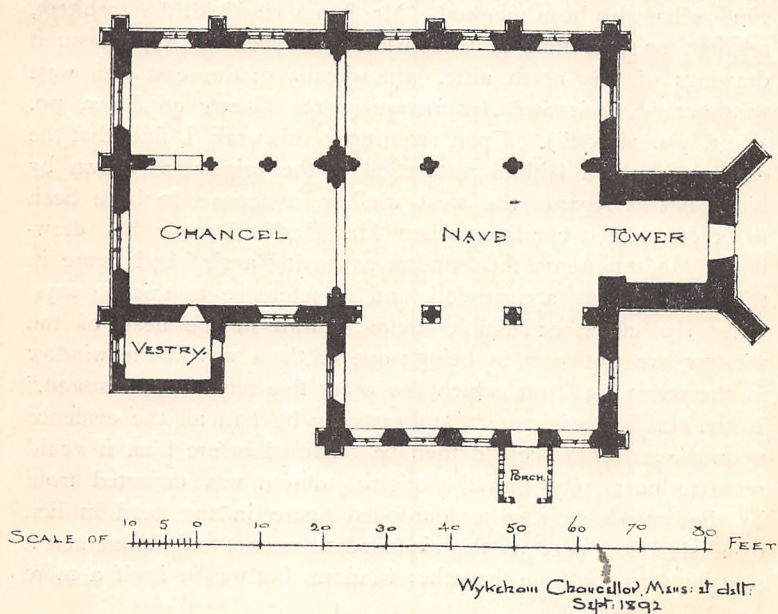 CHANCEL
NAVE
TOWER
VESTRY.
PORCH.
SCALE OF 10 5 0 10 20 30 40 50 60 70 80 FEET
Wykeham Chancellor, Mens: et delt:
Sept: 1892